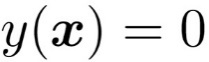 y(𝒙) = 0